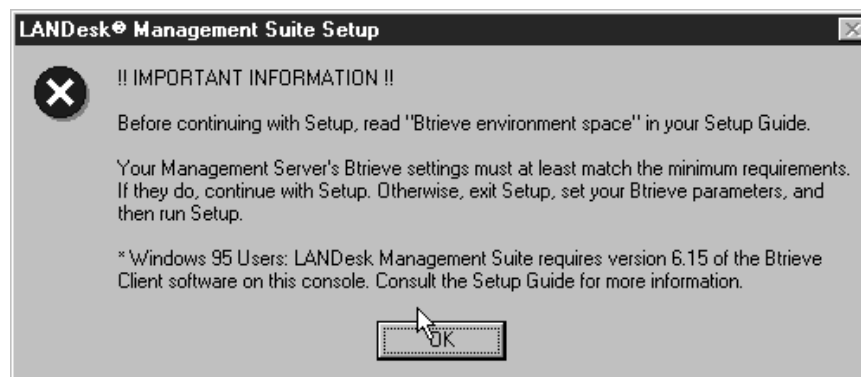 LANDesk® Management Suite Setup
!! IMPORTANT INFORMATION !!
Before continuing with Setup, read "Btrieve environment space" in your Setup Guide.
Your Management Server's Btrieve settings must at least match the minimum requirements.
If they do, continue with Setup. Otherwise, exit Setup, set your Btrieve parameters, and
then run Setup.
* Windows 95 Users: LANDesk Management Suite requires version 6.15 of the Btrieve
Client software on this console. Consult the Setup Guide for more information.
OK